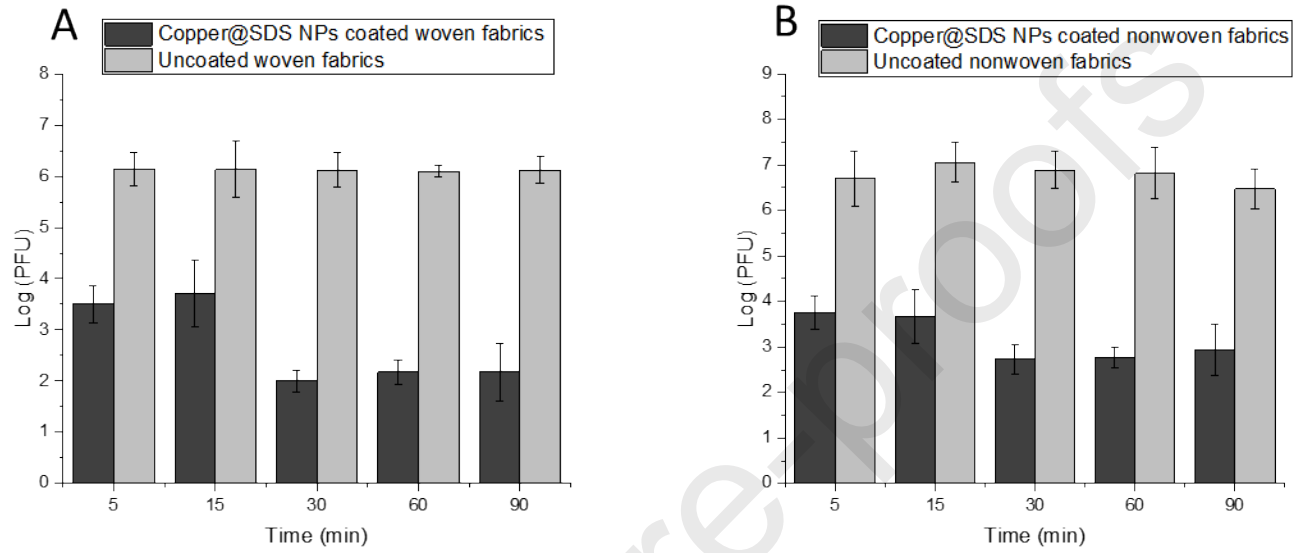 A
Copper@SDS NPs coated woven fabrics
Uncoated woven fabrics
8
7
6
5
4
3
2
1
0
Log (PFU)
5 15 30 60 90
Time (min)
B
Copper@SDS NPs coated nonwoven fabrics
Uncoated nonwoven fabrics
9
8
7
6
5
4
3
2
1
0
Log (PFU)
5 15 30 60 90
Time (min)
re-proofs